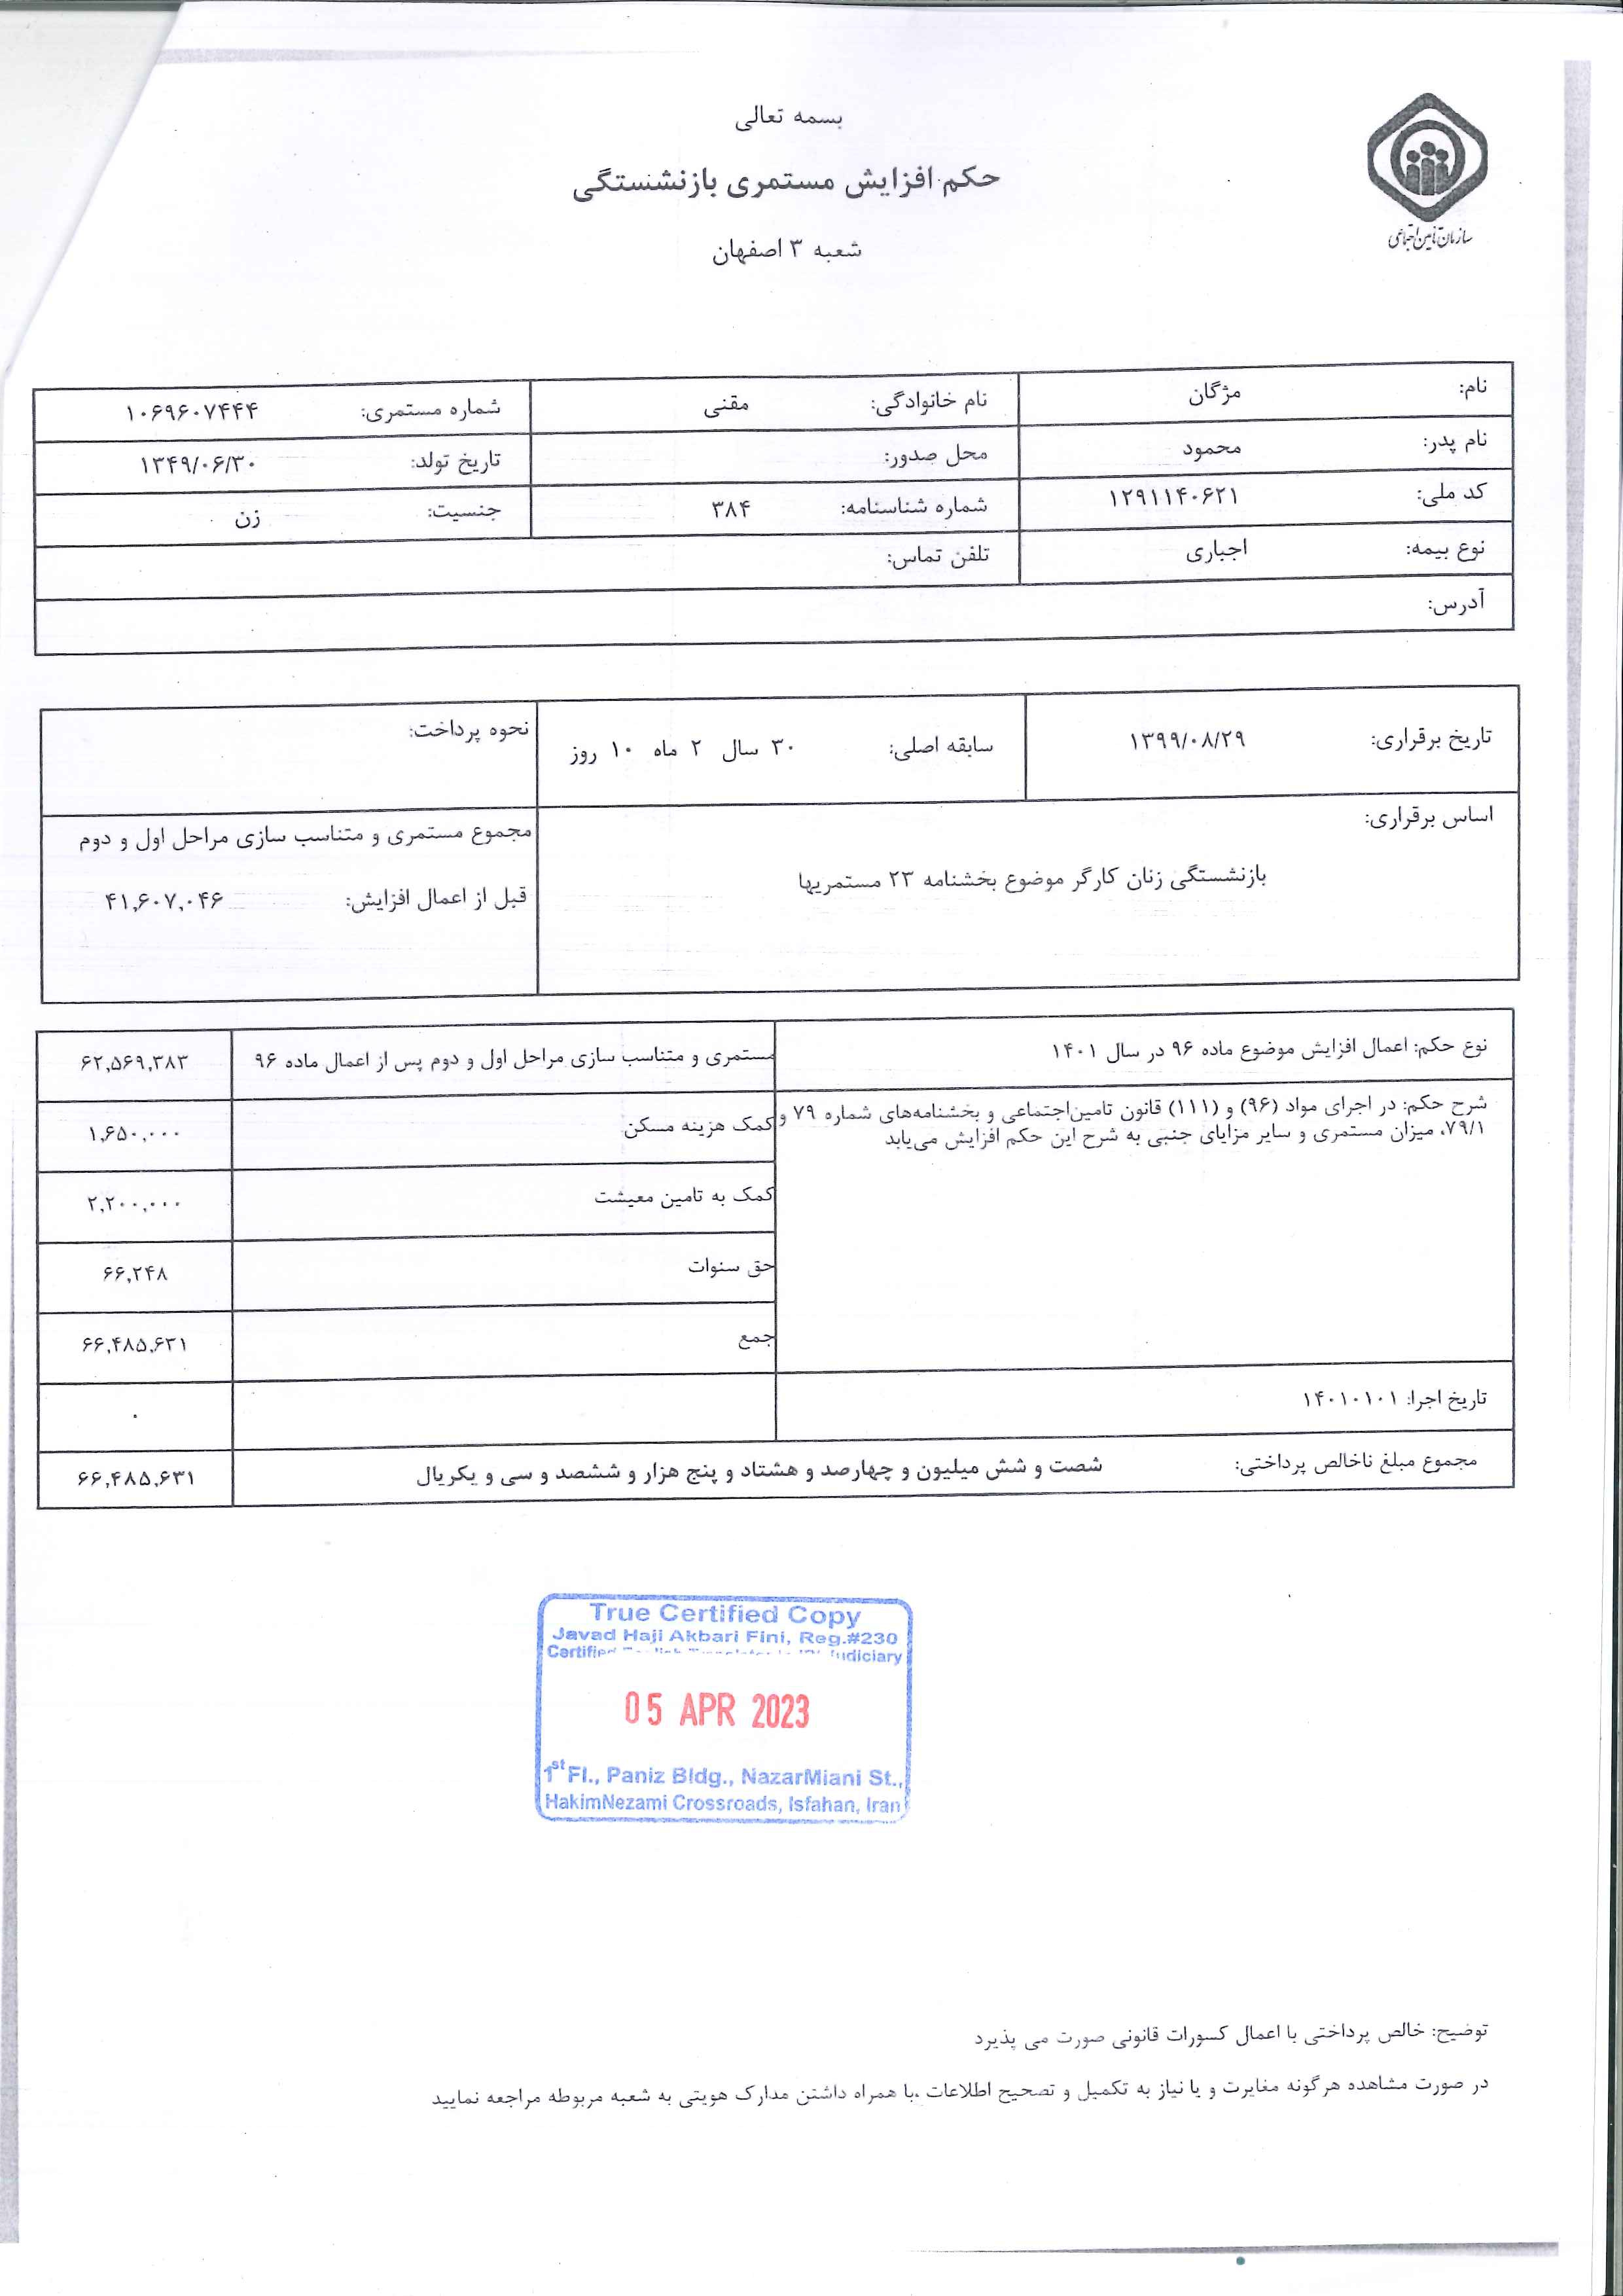 بسمه تعالی
حکم افزایش مستمری بازنشستگی
شعبه ۳ اصفهان
سازمان تامین اجتماعی
نام: مژگان نام خانوادگی: مقنی شماره مستمری: ۱۰۶۹۶۰۷۴۴۴
نام پدر: محمود محل صدور: تاریخ تولد: ۱۳۴۹/۰۶/۳۰
کد ملی: ۱۲۹۱۱۴۰۶۲۱ شماره شناسنامه: ۳۸۴ جنسیت: زن
نوع بیمه: اجباری تلفن تماس:
آدرس:
تاریخ برقراری: ۱۳۹۹/۰۸/۲۹ سابقه اصلی: ۳۰ سال ۲ ماه ۱۰ روز نحوه پرداخت:
اساس برقراری:
بازنشستگی زنان کارگر موضوع بخشنامه ۲۳ مستمریها
مجموع مستمری و متناسب سازی مراحل اول و دوم
قبل از اعمال افزایش: ۴۱,۶۰۷,۰۴۶
نوع حکم: اعمال افزایش موضوع ماده ۹۶ در سال ۱۴۰۱
شرح حکم: در اجرای مواد (۹۶) و (۱۱۱) قانون تامین‌اجتماعی و بخشنامه‌های شماره ۷۹ و
۷۹/۱، میزان مستمری و سایر مزایای جنبی به شرح این حکم افزایش می‌یابد
مستمری و متناسب سازی مراحل اول و دوم پس از اعمال ماده ۹۶ ۶۲,۵۶۹,۳۸۳
کمک هزینه مسکن ۱,۶۵۰,۰۰۰
کمک به تامین معیشت ۲,۲۰۰,۰۰۰
حق سنوات ۶۶,۲۴۸
جمع ۶۶,۴۸۵,۶۳۱
تاریخ اجرا: ۱۴۰۱۰۱۰۱ ۰
مجموع مبلغ ناخالص پرداختی: شصت و شش میلیون و چهارصد و هشتاد و پنج هزار و ششصد و سی و یکریال ۶۶,۴۸۵,۶۳۱
True Certified Copy
Javad Haji Akbari Fini, Reg.#230
Certified Judiciary
05 APR 2023
1st Fl., Paniz Bldg., NazarMiani St.,
HakimNezami Crossroads, Isfahan, Iran
توضیح: خالص پرداختی با اعمال کسورات قانونی صورت می پذیرد
در صورت مشاهده هرگونه مغایرت و یا نیاز به تکمیل و تصحیح اطلاعات ،با همراه داشتن مدارک هویتی به شعبه مربوطه مراجعه نمایید